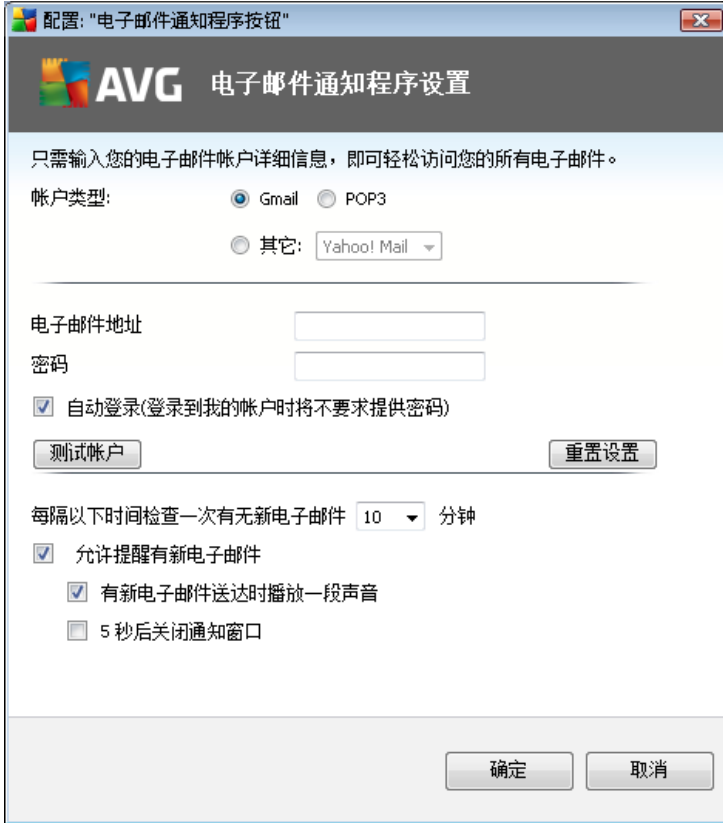 配置: "电子邮件通知程序按钮"
AVG 电子邮件通知程序设置
只需输入您的电子邮件帐户详细信息，即可轻松访问您的所有电子邮件。
帐户类型: Gmail POP3
其它: Yahoo! Mail
电子邮件地址
密码
自动登录(登录到我的帐户时将不要求提供密码)
测试帐户 重置设置
每隔以下时间检查一次有无新电子邮件 10 分钟
允许提醒有新电子邮件
有新电子邮件送达时播放一段声音
5 秒后关闭通知窗口
确定 取消